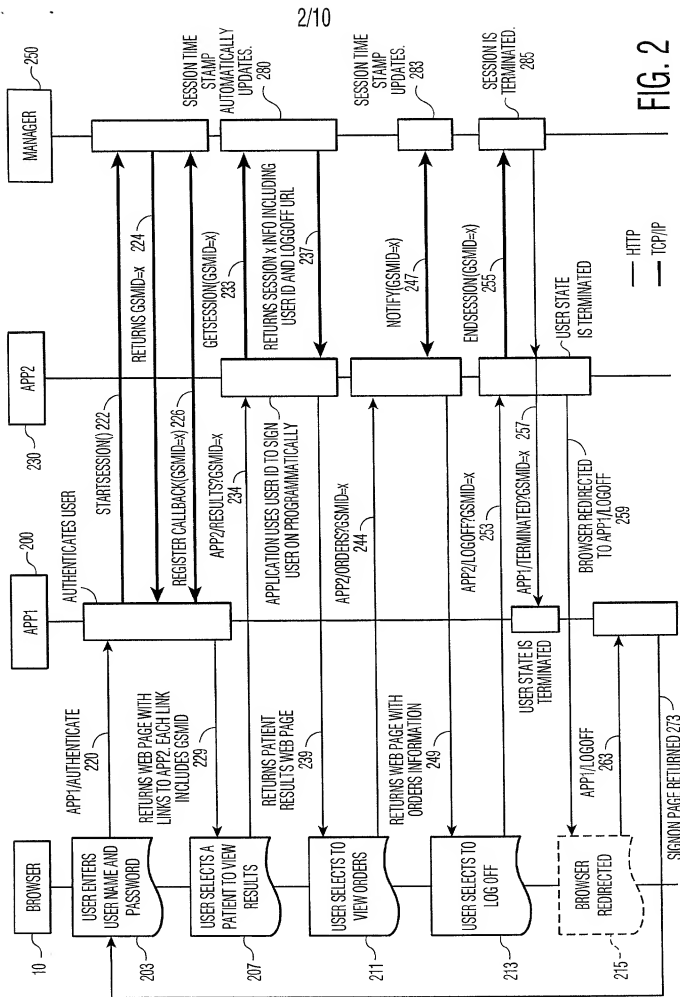 2/10
BROWSER
10
APP1
200
APP2
230
MANAGER
250
USER ENTERS
USER NAME AND
PASSWORD
203
APP1/AUTHENTICATE
220
AUTHENTICATES USER
STARTSESSION() 222
RETURNS GSMID=x
224
REGISTER CALLBACK(GSMID=x) 226
RETURNS WEB PAGE WITH
LINKS TO APP2. EACH LINK
INCLUDES GSMID
229
USER SELECTS A
PATIENT TO VIEW
RESULTS
207
APP2/RESULTS?GSMID=x
234
GETSESSION(GSMID=x)
233
SESSION TIME
STAMP
AUTOMATICALLY
UPDATES.
280
RETURNS SESSION x INFO INCLUDING
USER ID AND LOGGOFF URL
237
APPLICATION USES USER ID TO SIGN
USER ON PROGRAMMATICALLY
RETURNS PATIENT
RESULTS WEB PAGE
239
USER SELECTS TO
VIEW ORDERS
211
APP2/ORDERS?GSMID=x
244
NOTIFY(GSMID=x)
247
SESSION TIME
STAMP
UPDATES.
283
RETURNS WEB PAGE WITH
ORDERS INFORMATION
249
USER SELECTS TO
LOG OFF
213
APP2/LOGOFF?GSMID=x
253
ENDSESSION(GSMID=x)
255
SESSION IS
TERMINATED.
285
APP1/TERMINATED?GSMID=x 257
USER STATE IS
TERMINATED
USER STATE
IS TERMINATED
BROWSER REDIRECTED
TO APP1/LOGOFF
259
BROWSER
REDIRECTED
215
APP1/LOGOFF
263
SIGNON PAGE RETURNED 273
HTTP
TCP/IP
FIG. 2